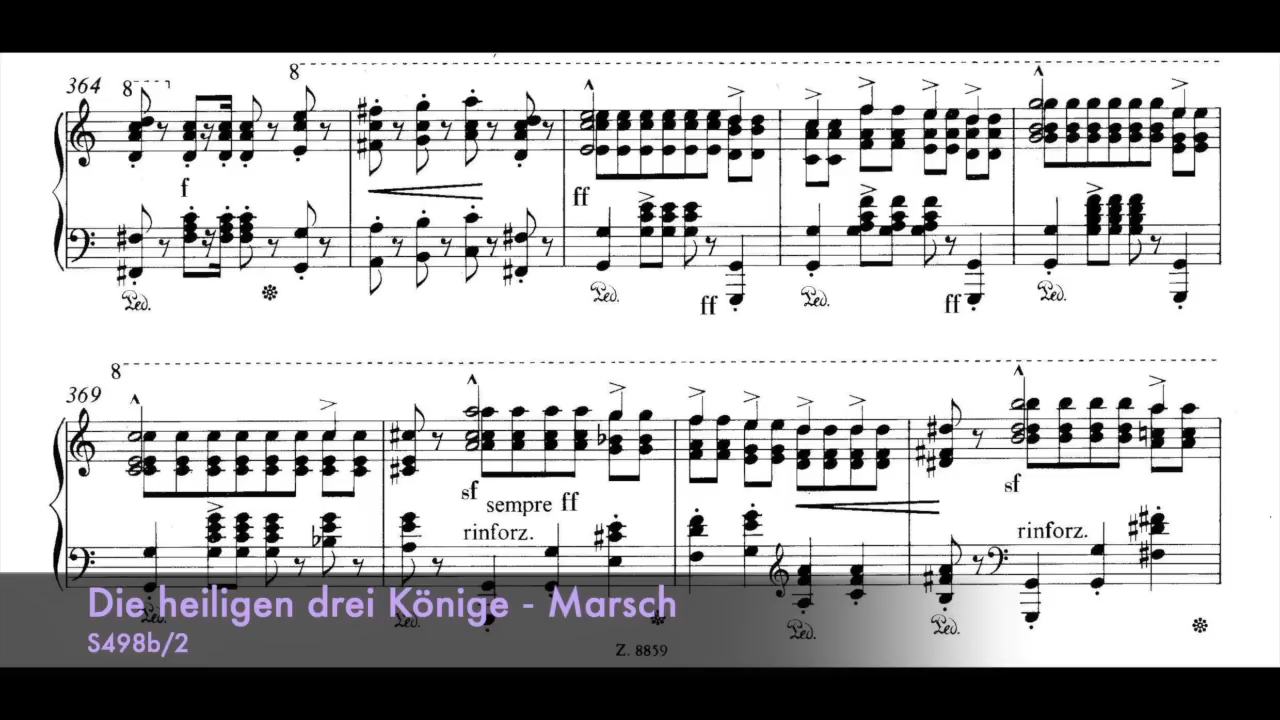 8
364
8
f
ff
ff
ff
Ped.
Ped.
Ped.
Ped.
8
369
sf
sempre ff
rinforz.
sf
rinforz.
Die heiligen drei Könige - Marsch
Ped.
Ped.
Ped.
Ped.
S498b/2
Z. 8859